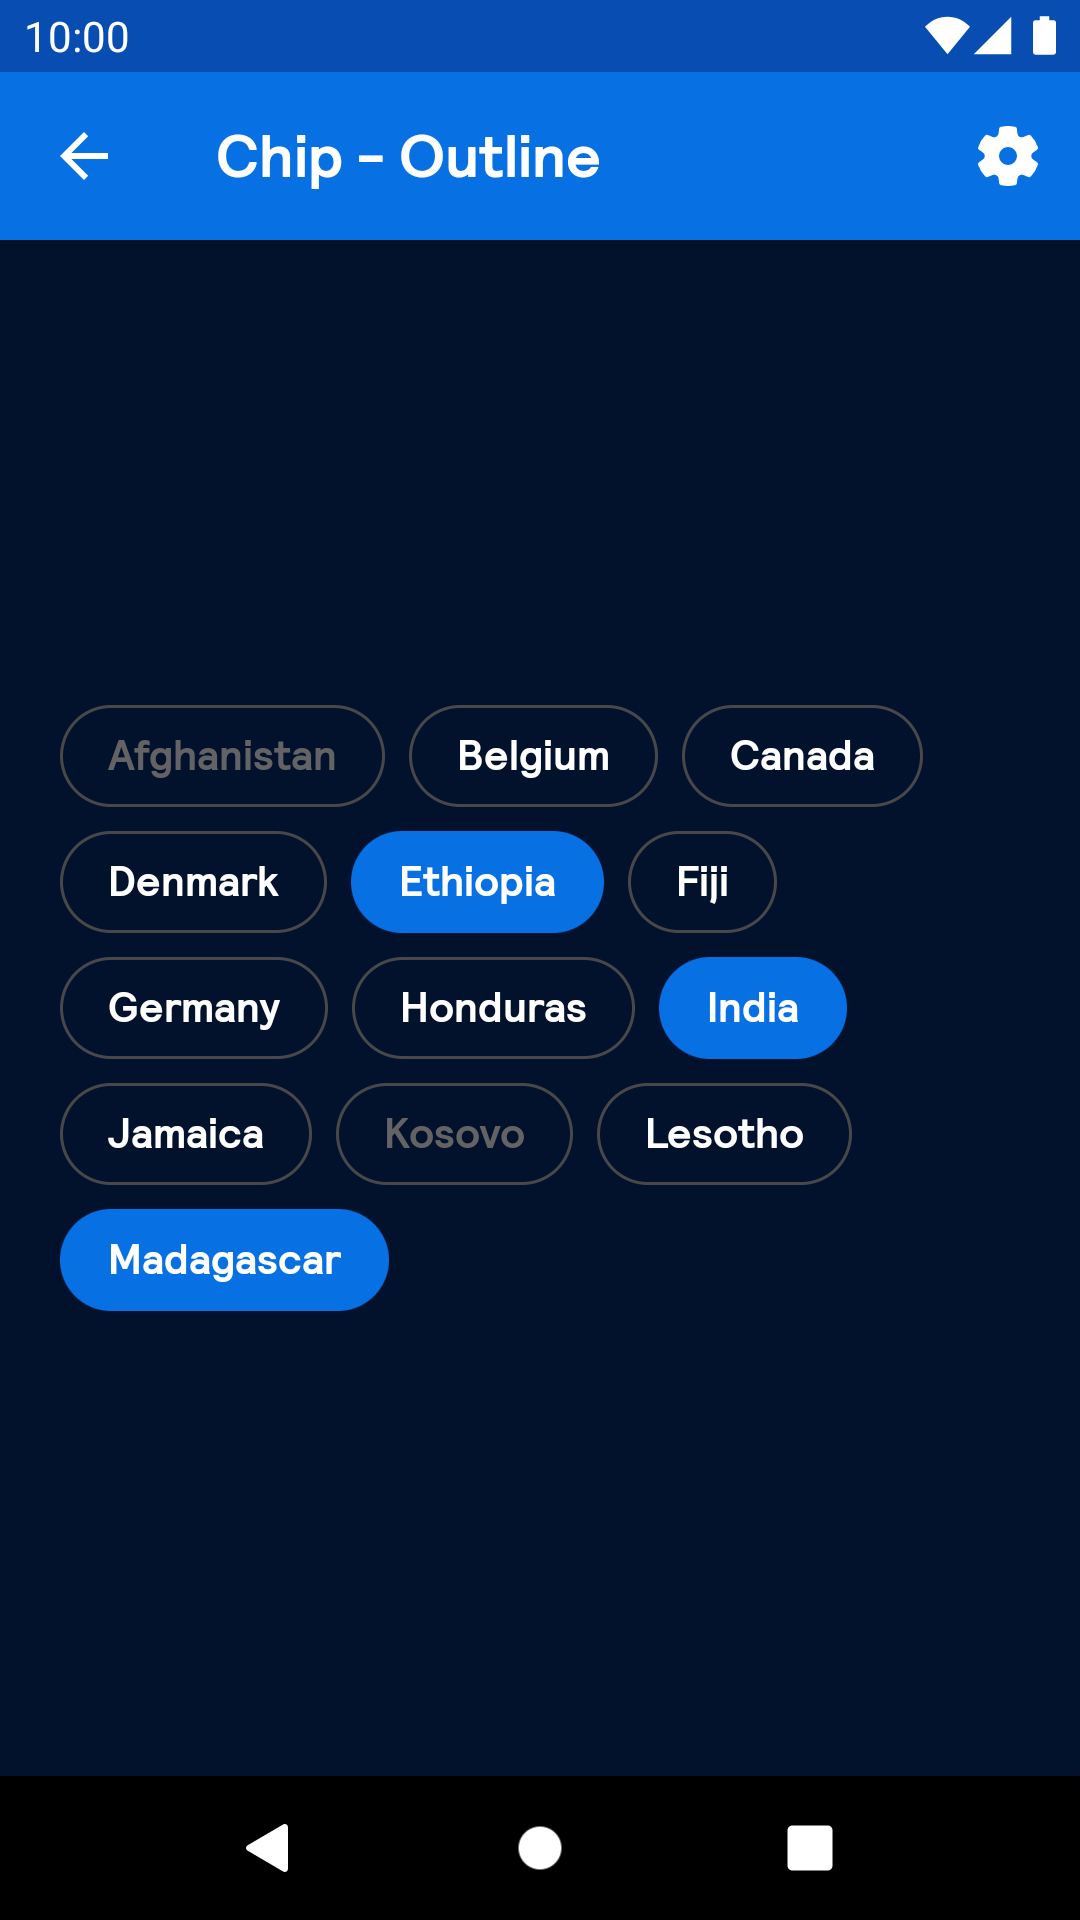 10:00
Chip - Outline
Afghanistan Belgium Canada
Denmark Ethiopia Fiji
Germany Honduras India
Jamaica Kosovo Lesotho
Madagascar